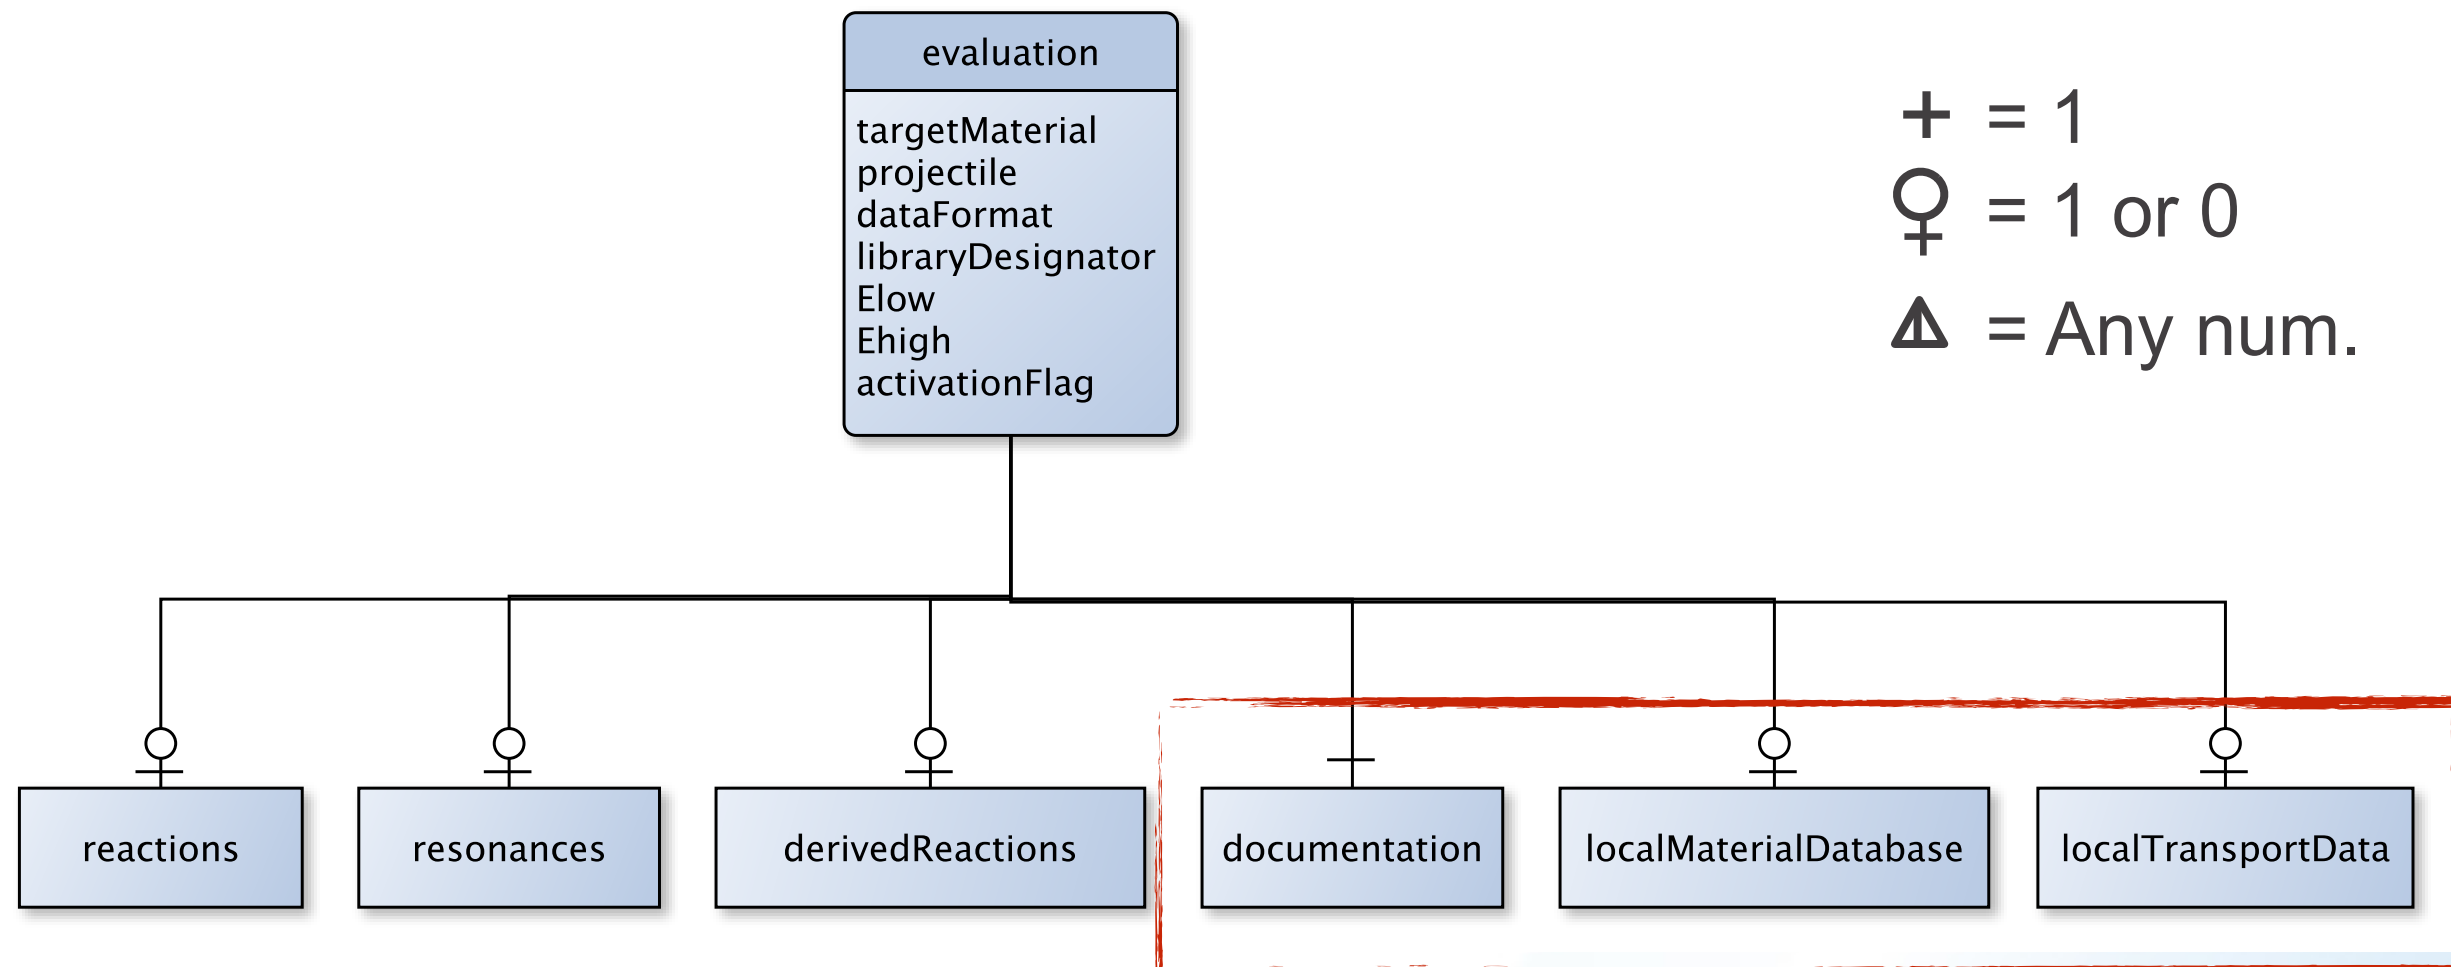 evaluation
targetMaterial
projectile
dataFormat
libraryDesignator
Elow
Ehigh
activationFlag
+ = 1
= 1 or 0
= Any num.
reactions
resonances
derivedReactions
documentation
localMaterialDatabase
localTransportData